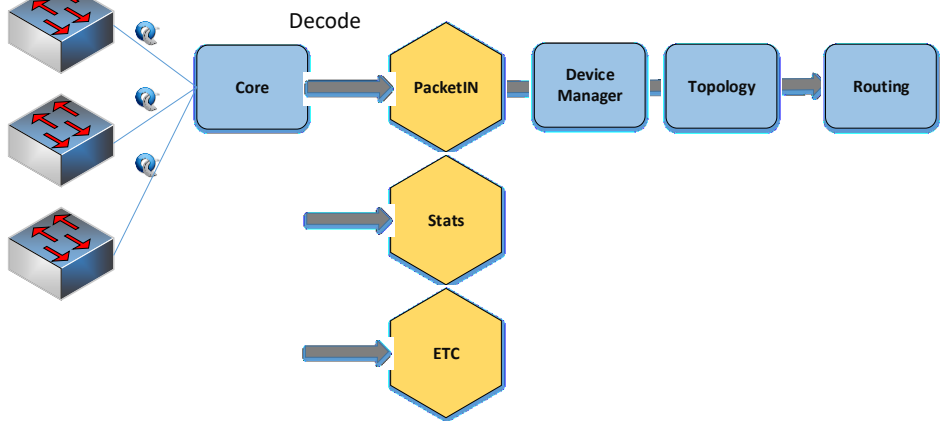 Decode
Core
PacketIN
Device
Manager
Topology
Routing
Stats
ETC